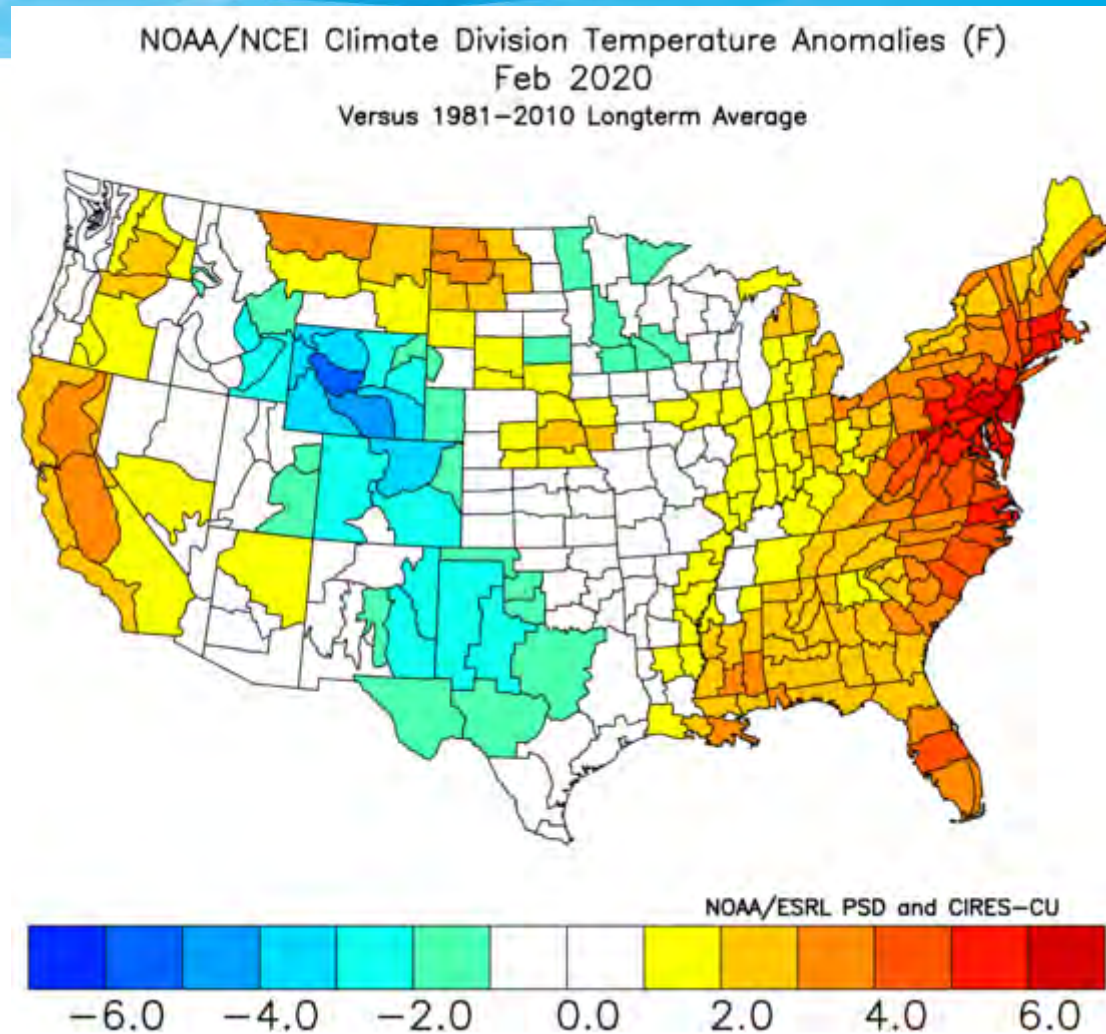 NOAA/NCEI Climate Division Temperature Anomalies (F)
Feb 2020
Versus 1981–2010 Longterm Average
NOAA/ESRL PSD and CIRES–CU
−6.0 −4.0 −2.0 0.0 2.0 4.0 6.0